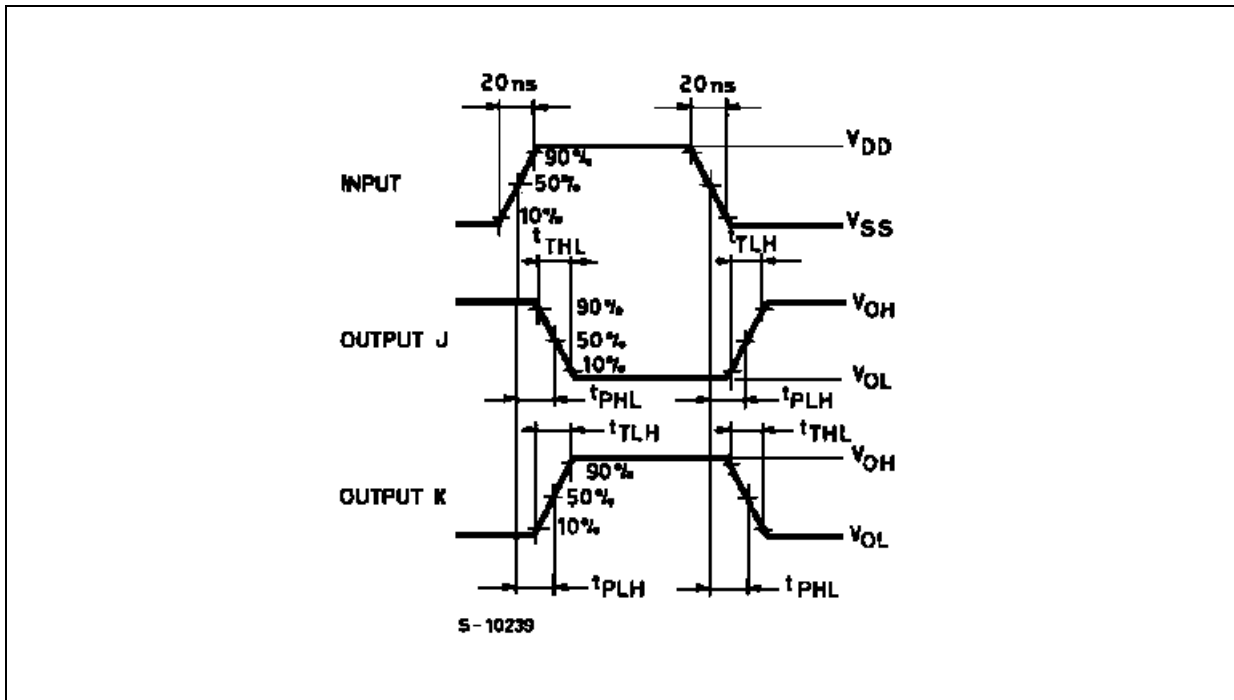 20ns 20ns
VDD
90%
INPUT 50%
10%
VSS
tTHL tTLH
90% VOH
OUTPUT J 50%
10%
VOL
tPHL tPLH
tTLH tTHL
VOH
90%
OUTPUT K 50%
10%
VOL
tPLH tPHL
S-10239